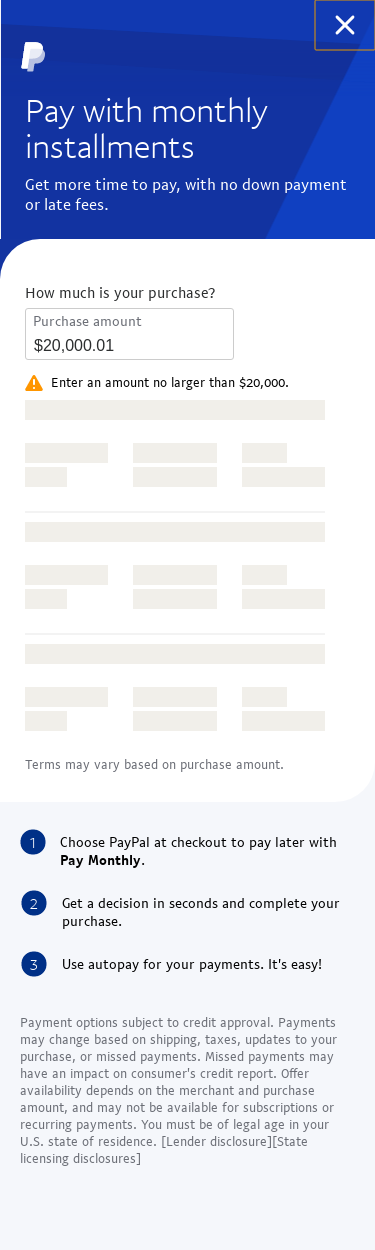 Pay with monthly
installments
Get more time to pay, with no down payment
or late fees.
How much is your purchase?
Purchase amount
$20,000.01
Enter an amount no larger than $20,000.
Terms may vary based on purchase amount.
1 Choose PayPal at checkout to pay later with
Pay Monthly.
2 Get a decision in seconds and complete your
purchase.
3 Use autopay for your payments. It's easy!
Payment options subject to credit approval. Payments
may change based on shipping, taxes, updates to your
purchase, or missed payments. Missed payments may
have an impact on consumer's credit report. Offer
availability depends on the merchant and purchase
amount, and may not be available for subscriptions or
recurring payments. You must be of legal age in your
U.S. state of residence. [Lender disclosure][State
licensing disclosures]